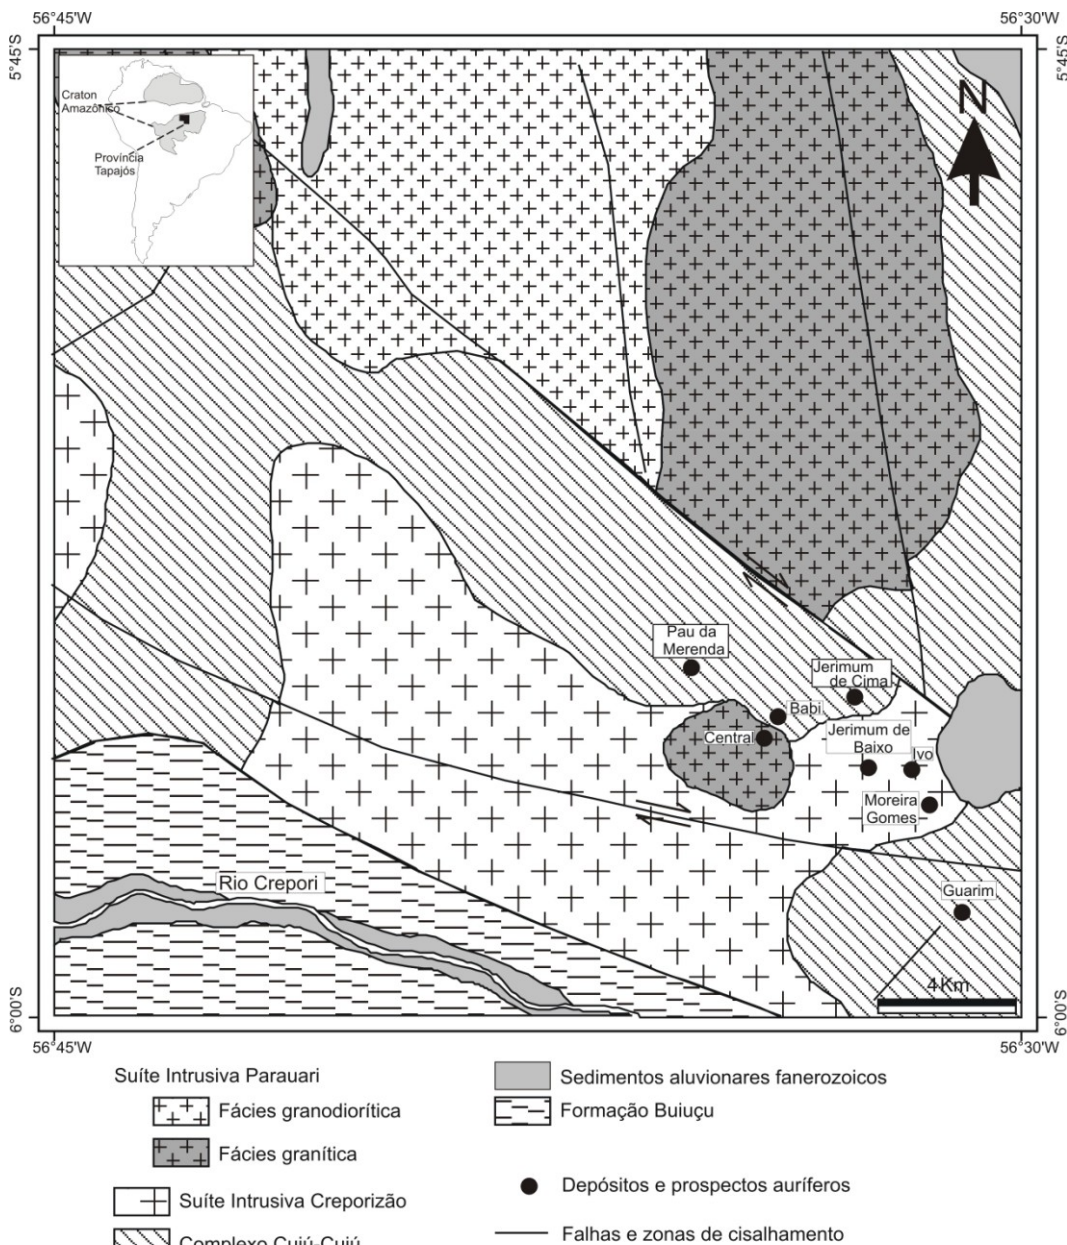 56°45'W
56°30'W
5°45'S
5°45'S
Craton
Amazônico
Província
Tapajós
N
Pau da
Merenda
Jerimum
de Cima
Babi
Central
Jerimum de
Baixo
Ivo
Moreira
Gomes
Rio Crepori
Guarim
4Km
6°00'S
6°00'S
56°45'W
56°30'W
Suíte Intrusiva Parauari
Fácies granodiorítica
Fácies granítica
Suíte Intrusiva Creporizão
Complexo Cuiú-Cuiú
Sedimentos aluvionares fanerozoicos
Formação Buiuçu
Depósitos e prospectos auríferos
Falhas e zonas de cisalhamento